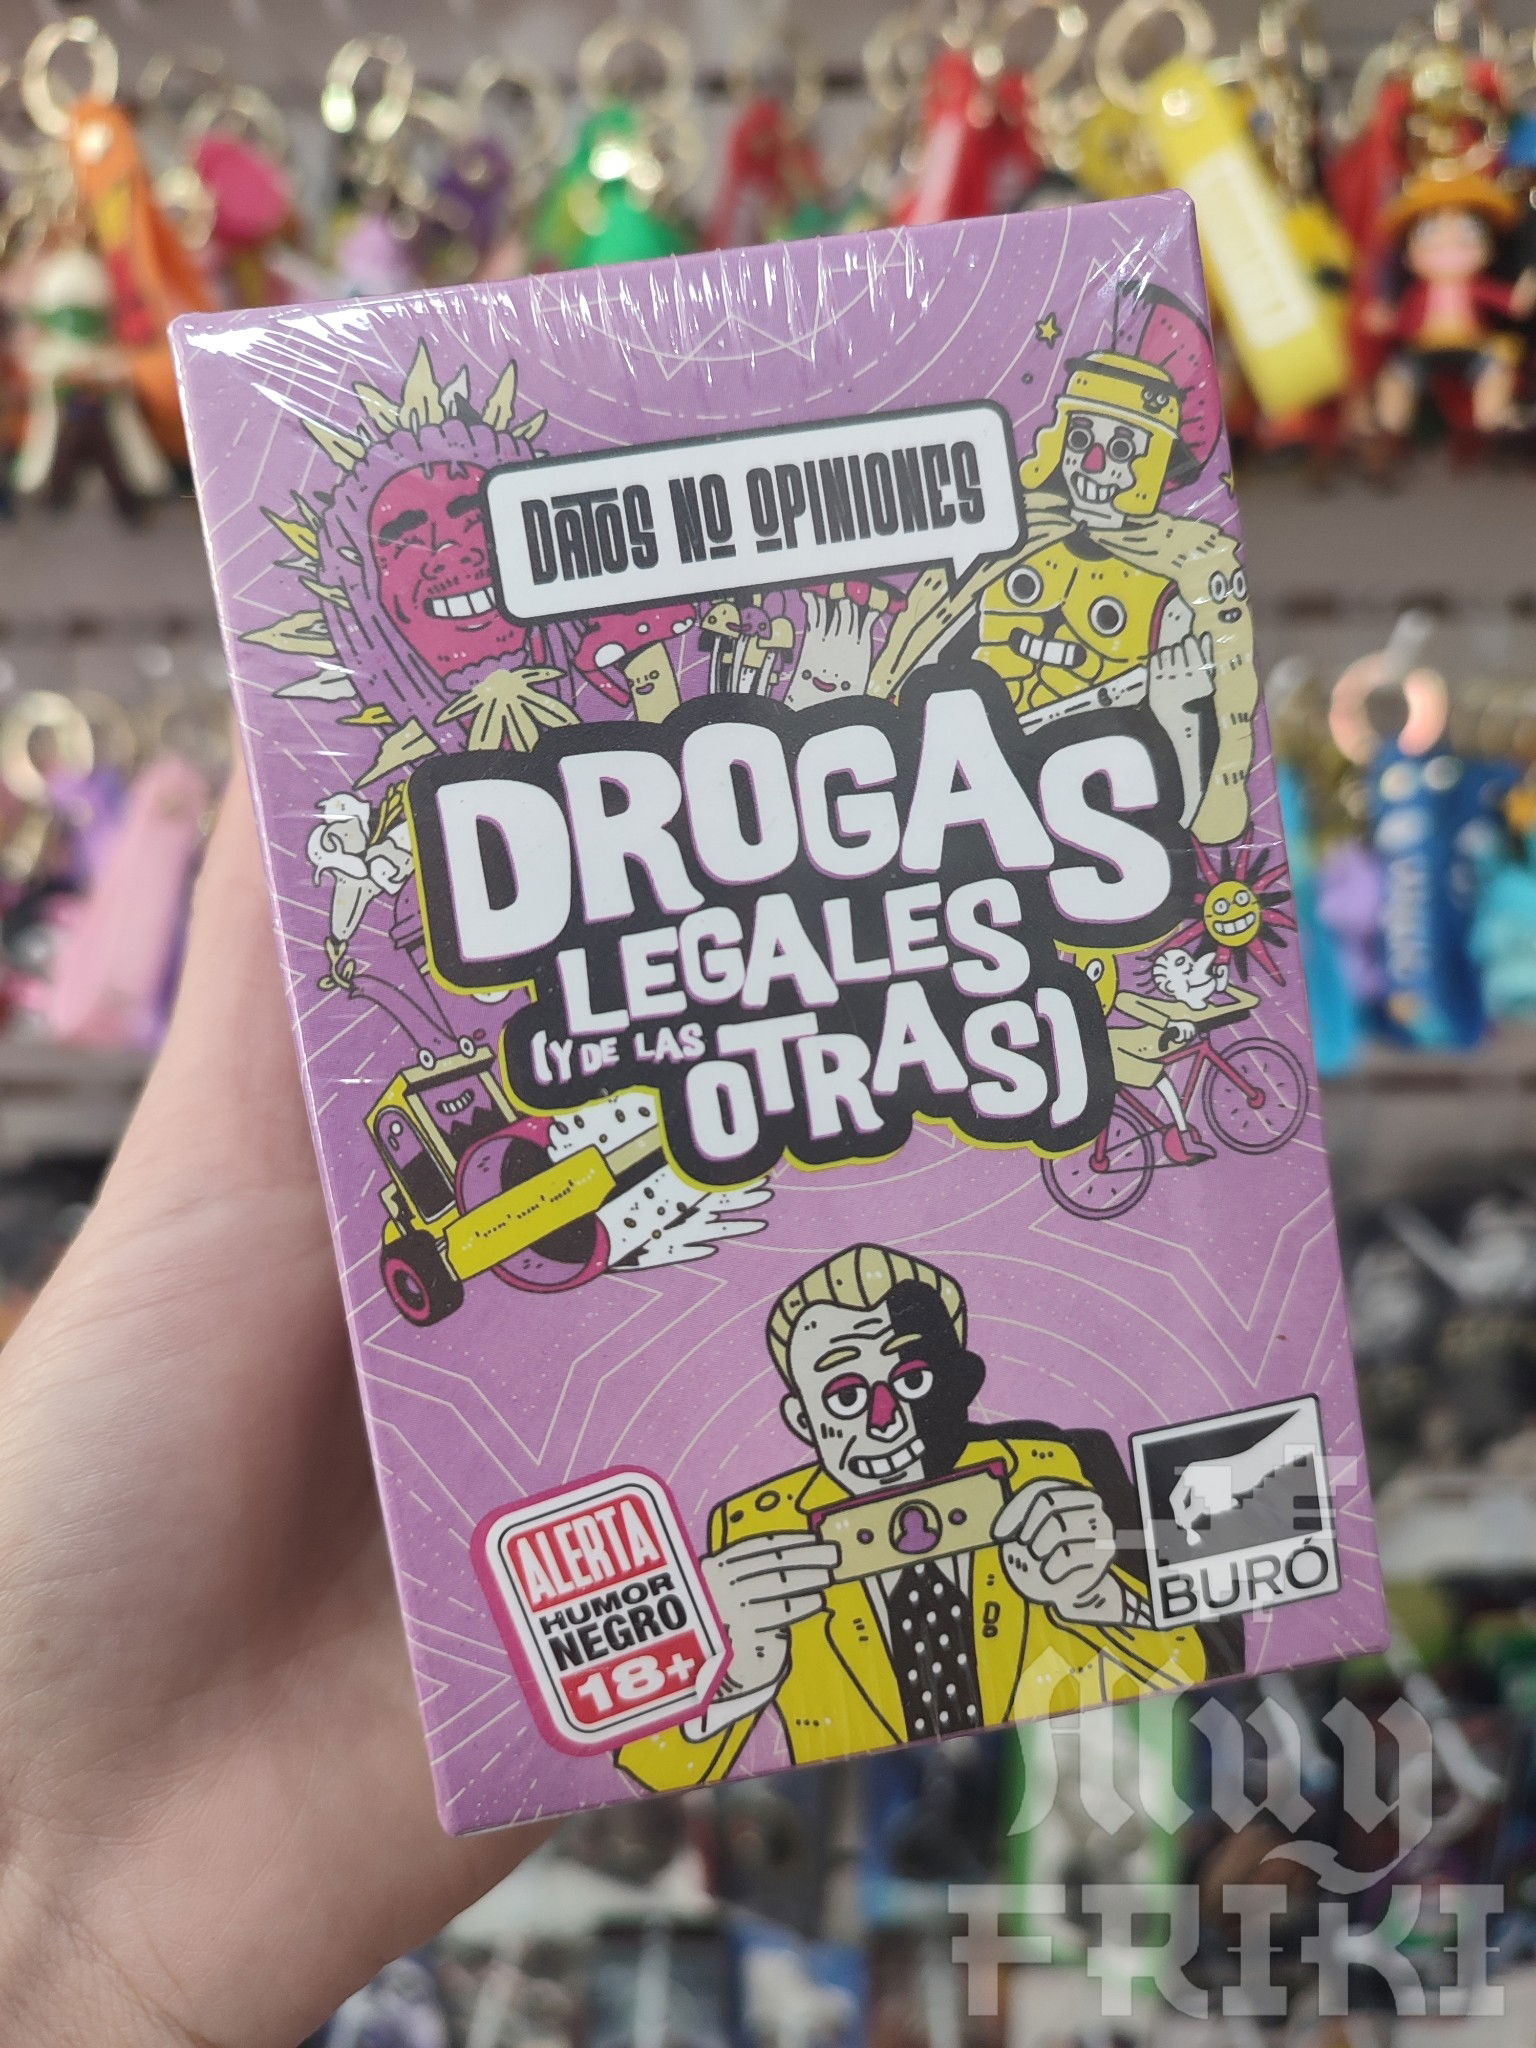 DATOS NO OPINIONES
DROGAS
LEGALES
(Y DE LAS
OTRAS)
ALERTA
HUMOR
NEGRO
18+
BURÓ
Muy
FRIKI